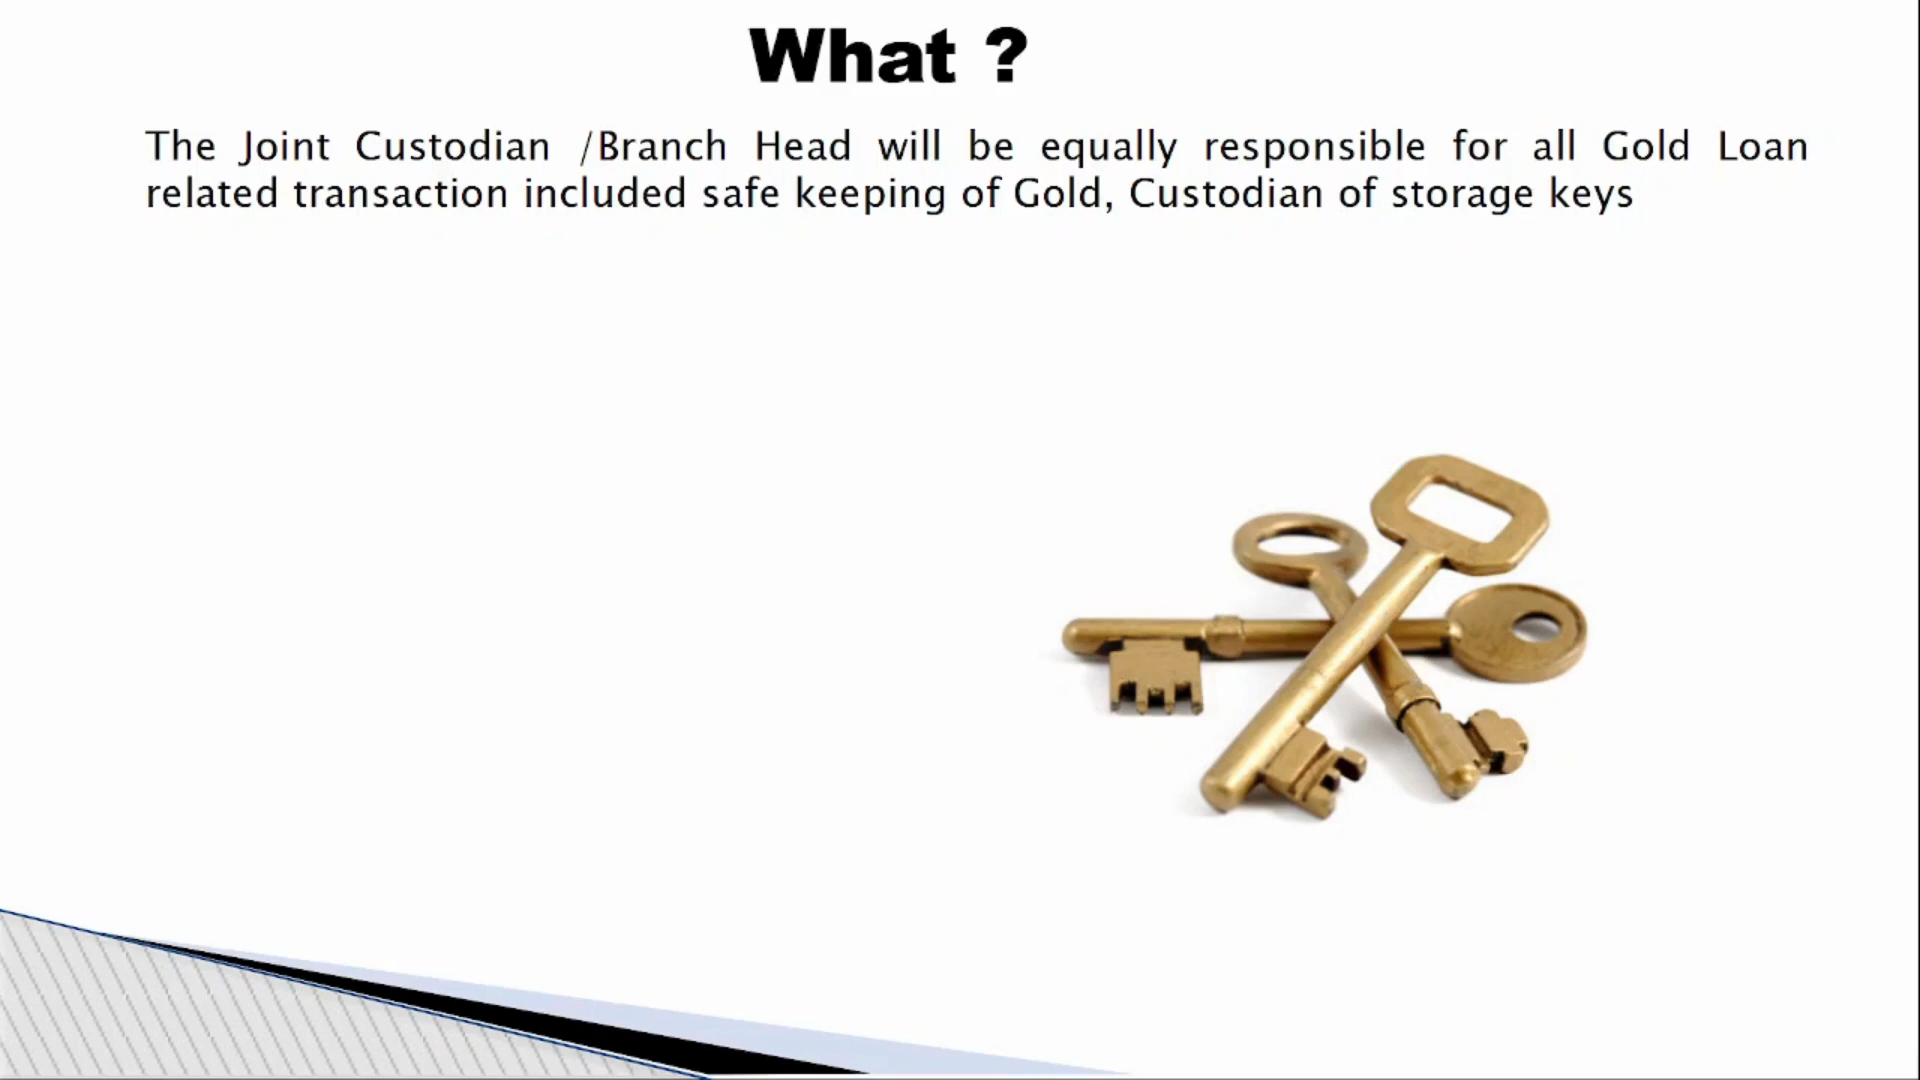 What ?
The Joint Custodian /Branch Head will be equally responsible for all Gold Loan
related transaction included safe keeping of Gold, Custodian of storage keys